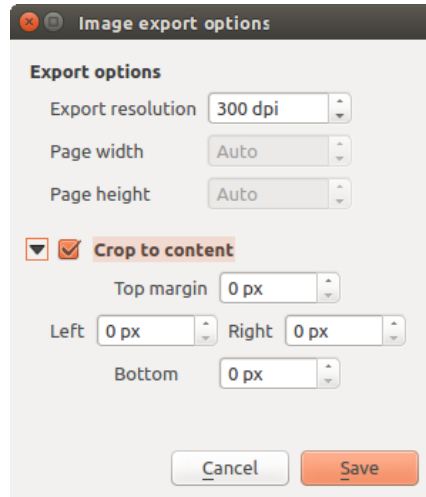 Image export options
Export options
Export resolution 300 dpi
Page width Auto
Page height Auto
Crop to content
Top margin 0 px
Left 0 px Right 0 px
Bottom 0 px
Cancel Save